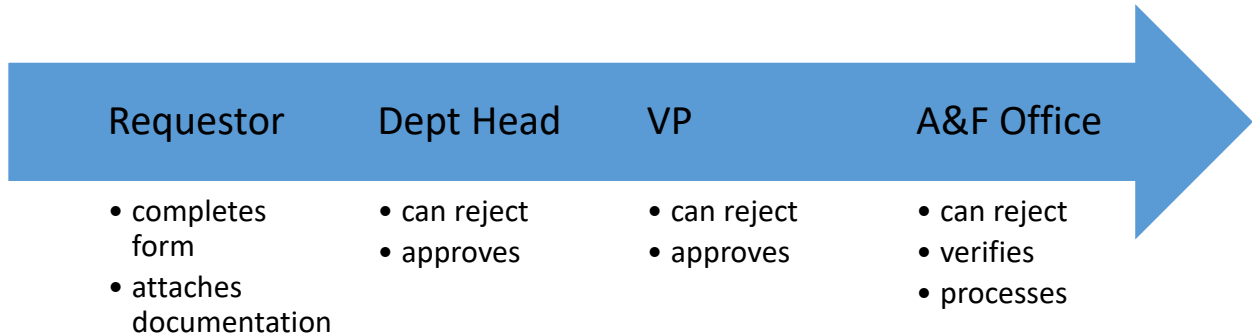 Requestor
Dept Head
VP
A&F Office
• completes
form
• attaches
documentation
• can reject
• approves
• can reject
• approves
• can reject
• verifies
• processes